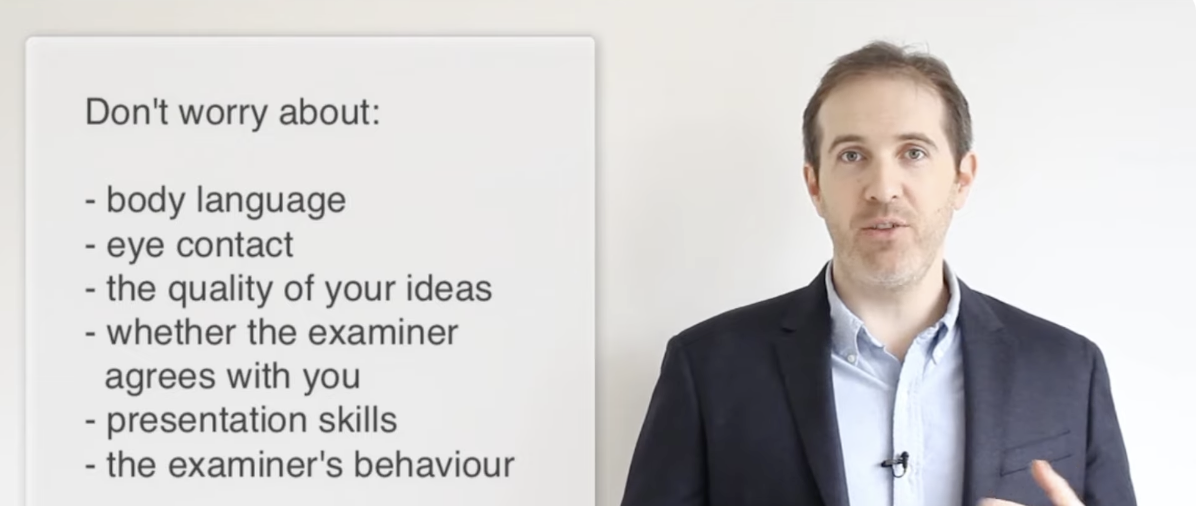 Don't worry about:
- body language
- eye contact
- the quality of your ideas
- whether the examiner
agrees with you
- presentation skills
- the examiner's behaviour